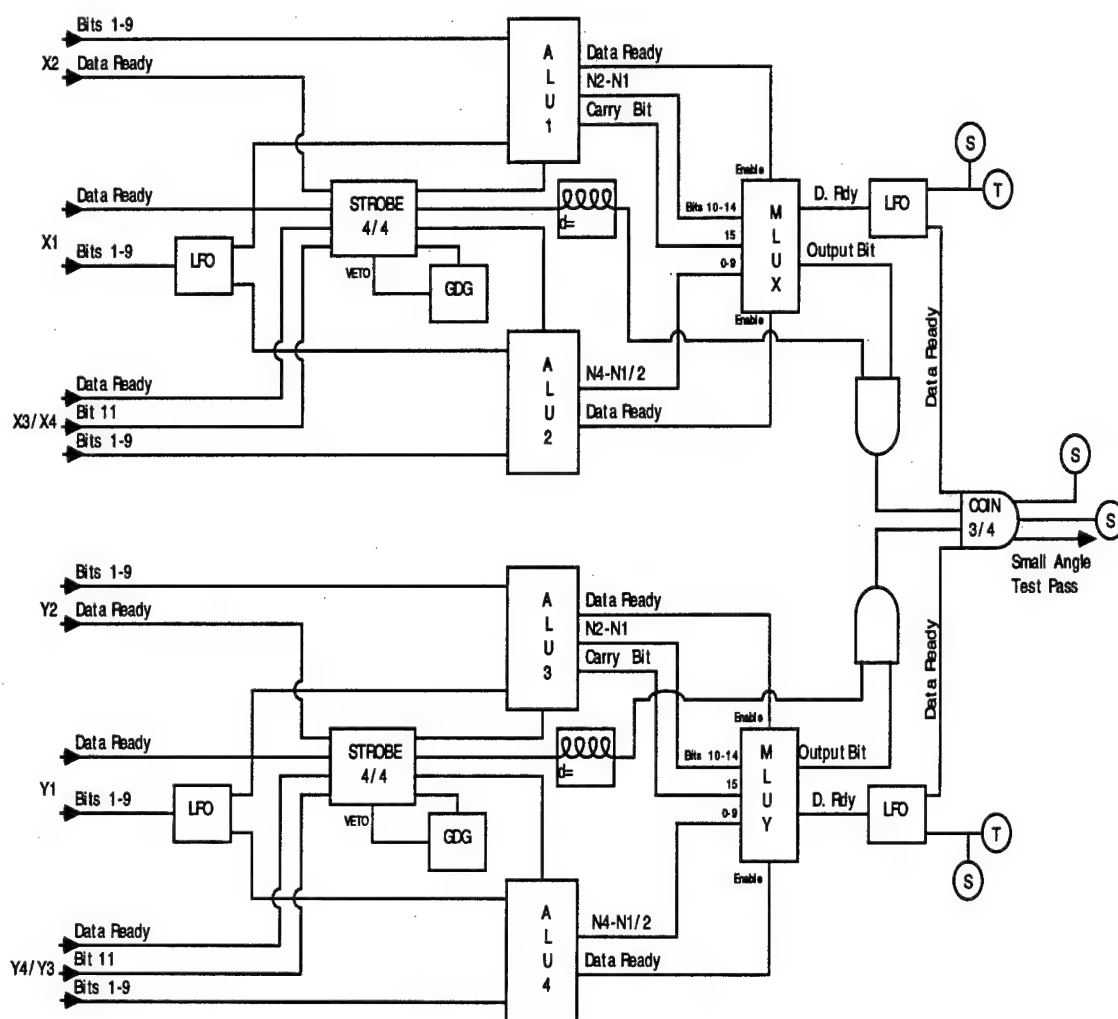 Bits 1-9
X2
Data Ready
A
L
U
1
Data Ready
N2-N1
Carry Bit
Enable
Data Ready
STROBE
4/4
d=
Bits 10-14
15
0-9
M
L
U
X
D. Rdy
LFO
S
T
Output Bit
X1
Bits 1-9
LFO
VETO
GDG
Enable
Data Ready
A
L
U
2
N4-N1/2
Data Ready
Data Ready
X3/X4
Bit 11
Bits 1-9
S
COIN
3/4
S
Small Angle
Test Pass
Bits 1-9
Y2
Data Ready
A
L
U
3
Data Ready
N2-N1
Carry Bit
Enable
Data Ready
Data Ready
STROBE
4/4
d=
Bits 10-14
15
0-9
M
L
U
Y
Output Bit
D. Rdy
LFO
T
S
Y1
Bits 1-9
LFO
VETO
GDG
Enable
A
L
U
4
N4-N1/2
Data Ready
Data Ready
Y4/Y3
Bit 11
Bits 1-9